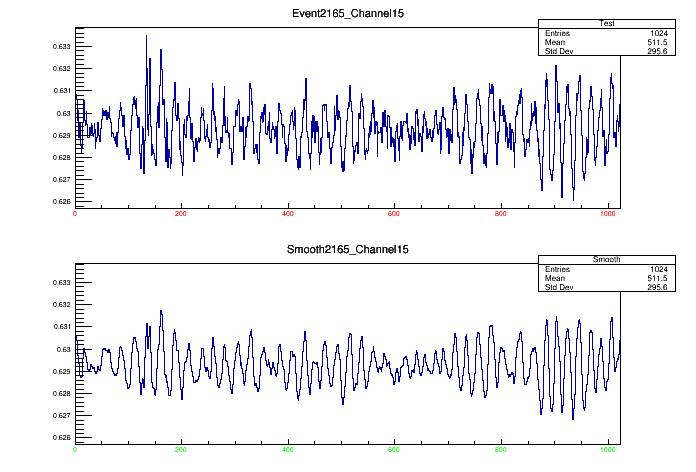 Event2165_Channel15
Test
Entries 1024
Mean 511.5
Std Dev 295.6
0.633
0.632
0.631
0.63
0.629
0.628
0.627
0.626
0 200 400 600 800 1000
Smooth2165_Channel15
Smooth
Entries 1024
Mean 511.5
Std Dev 295.6
0.633
0.632
0.631
0.63
0.629
0.628
0.627
0.626
0 200 400 600 800 1000